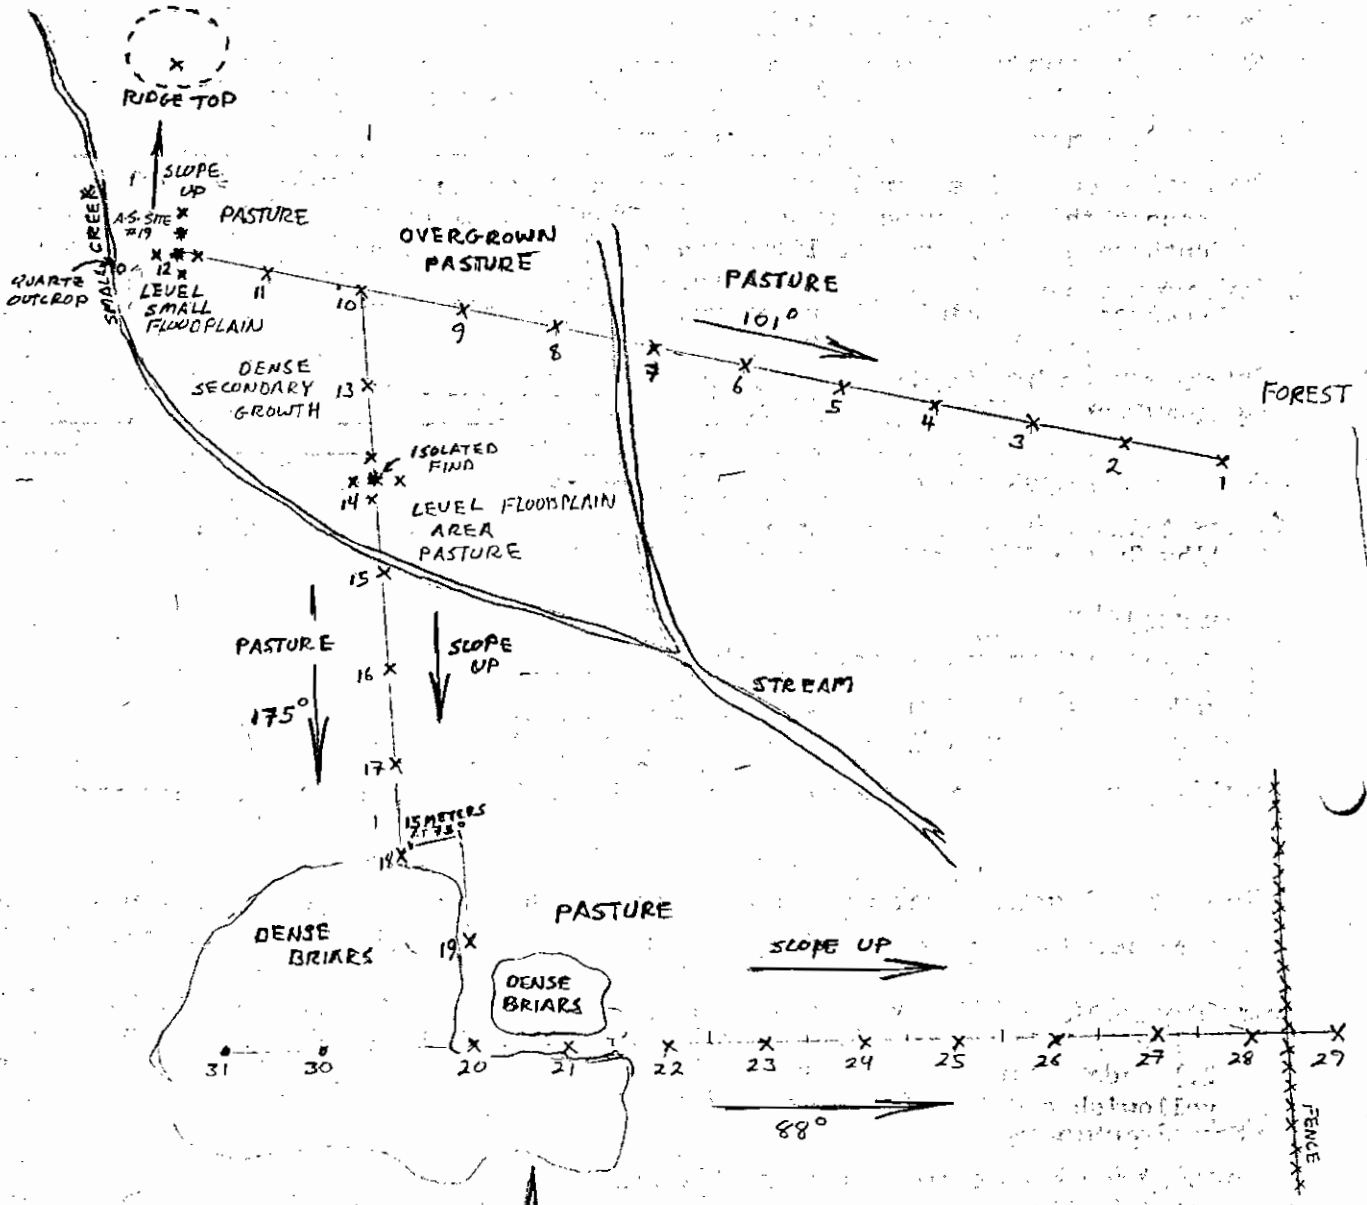 RIDGE TOP
SLOPE
UP
A.S. SITE
#19
PASTURE
SMALL CREEK
QUARTZ
OUTCROP
12
LEVEL
SMALL
FLOODPLAIN
11
10
OVERGROWN
PASTURE
9
8
7
PASTURE
101°
6
5
4
3
2
1
FOREST
DENSE
SECONDARY
GROWTH
13
ISOLATED
FIND
14
LEVEL FLOODPLAIN
AREA
PASTURE
15
PASTURE
175°
SLOPE
UP
16
STREAM
17
15 METERS
AT 73°
18
DENSE
BRIARS
PASTURE
19
DENSE
BRIARS
SLOPE UP
31
30
20
21
22
23
24
25
26
27
28
29
88°
FENCE